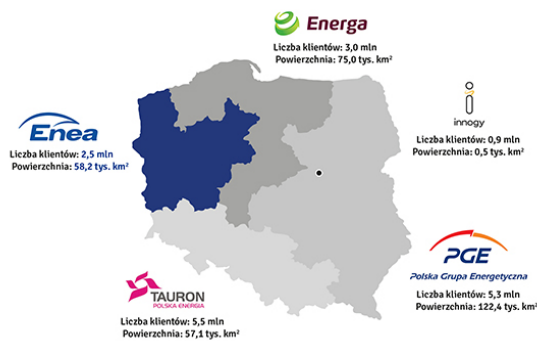 Energa
Liczba klientów: 3,0 mln
Powierzchnia: 75,0 tys. km²
innogy
Liczba klientów: 0,9 mln
Powierzchnia: 0,5 tys. km²
Enea
Liczba klientów: 2,5 mln
Powierzchnia: 58,2 tys. km²
PGE
Polska Grupa Energetyczna
Liczba klientów: 5,3 mln
Powierzchnia: 122,4 tys. km²
TAURON
POLSKA ENERGIA
Liczba klientów: 5,5 mln
Powierzchnia: 57,1 tys. km²